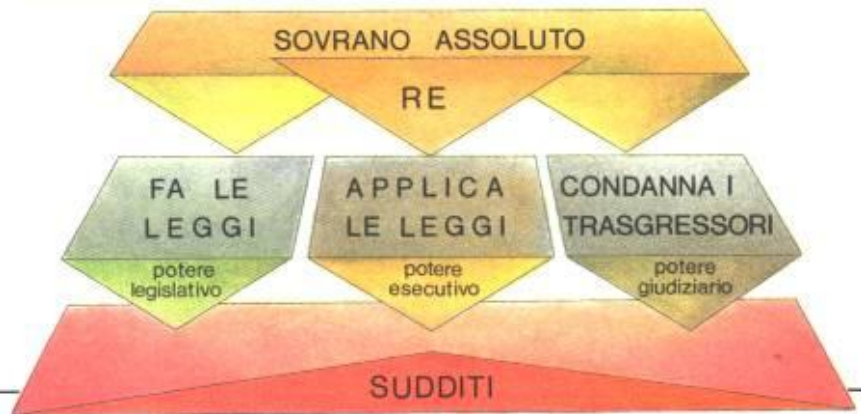 SOVRANO ASSOLUTO
RE
FA LE
LEGGI
potere
legislativo
APPLICA
LE LEGGI
potere
esecutivo
CONDANNA I
TRASGRESSORI
potere
giudiziario
SUDDITI